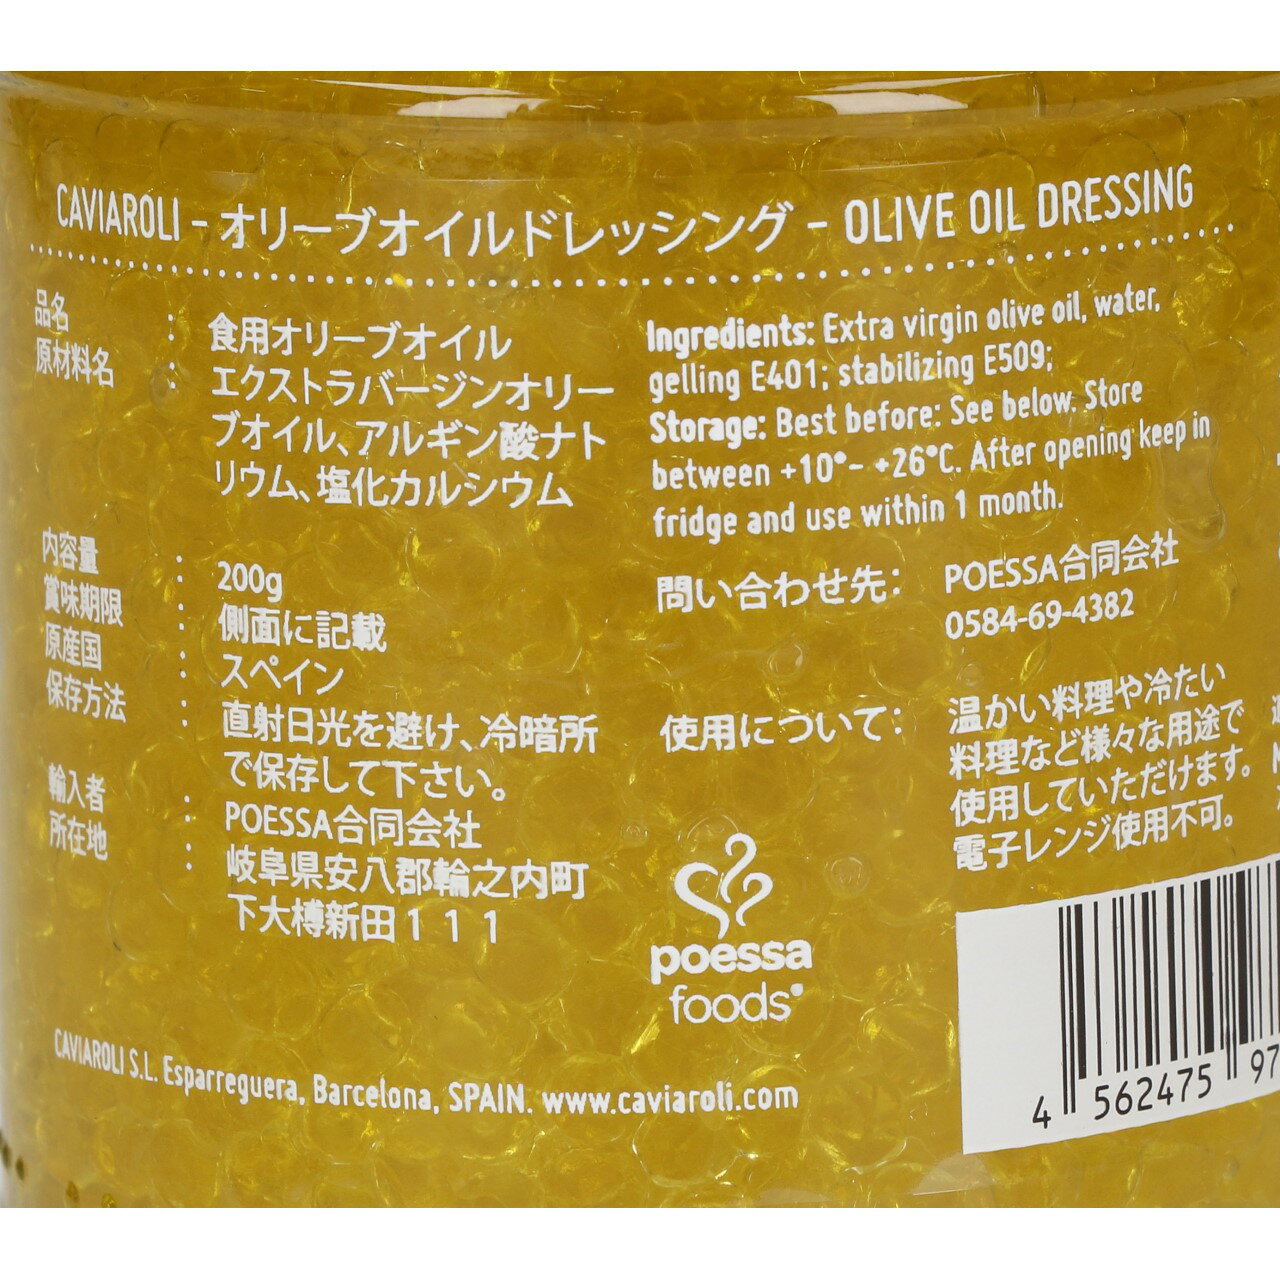 CAVIAROLI – オリーブオイルドレッシング – OLIVE OIL DRESSING
品名 : 食用オリーブオイル
原材料名 : エクストラバージンオリー
ブオイル、アルギン酸ナト
リウム、塩化カルシウム
内容量 : 200g
賞味期限 : 側面に記載
原産国 : スペイン
保存方法 : 直射日光を避け、冷暗所
で保存して下さい。
輸入者 : POESSA合同会社
所在地 : 岐阜県安八郡輪之内町
下大榑新田111
Ingredients: Extra virgin olive oil, water,
gelling E401; stabilizing E509;
Storage: Best before: See below. Store
between +10°- +26°C. After opening keep in
fridge and use within 1 month.
問い合わせ先: POESSA合同会社
0584-69-4382
使用について: 温かい料理や冷たい
料理など様々な用途で
使用していただけます。
電子レンジ使用不可。
poessa
foods
CAVIAROLI S.L. Esparreguera, Barcelona, SPAIN. www.caviaroli.com
4 562475 97